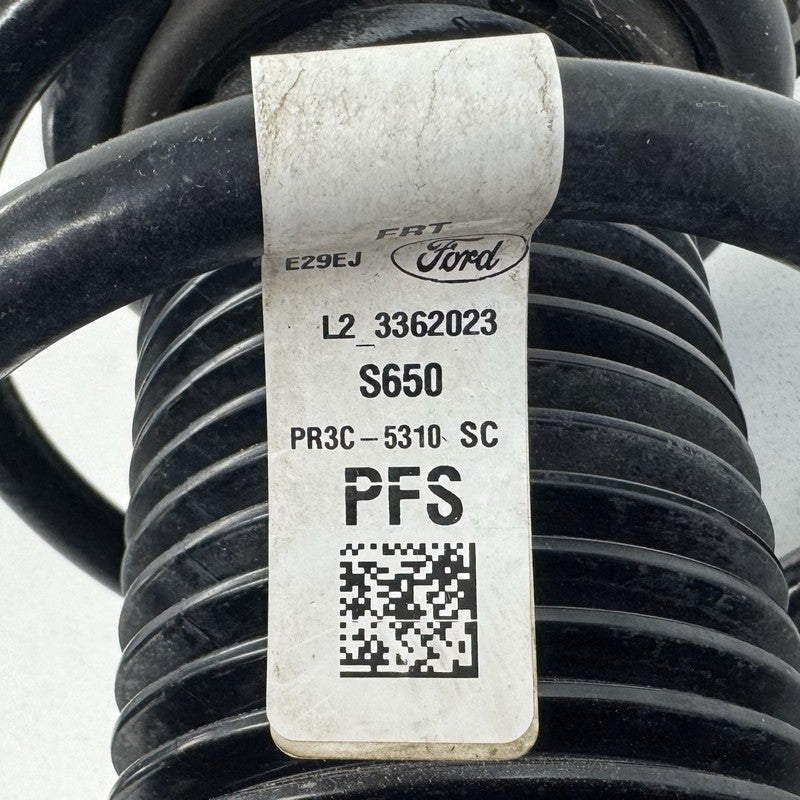 FRT
E29EJ Ford
L2_3362023
S650
PR3C-5310 SC
PFS